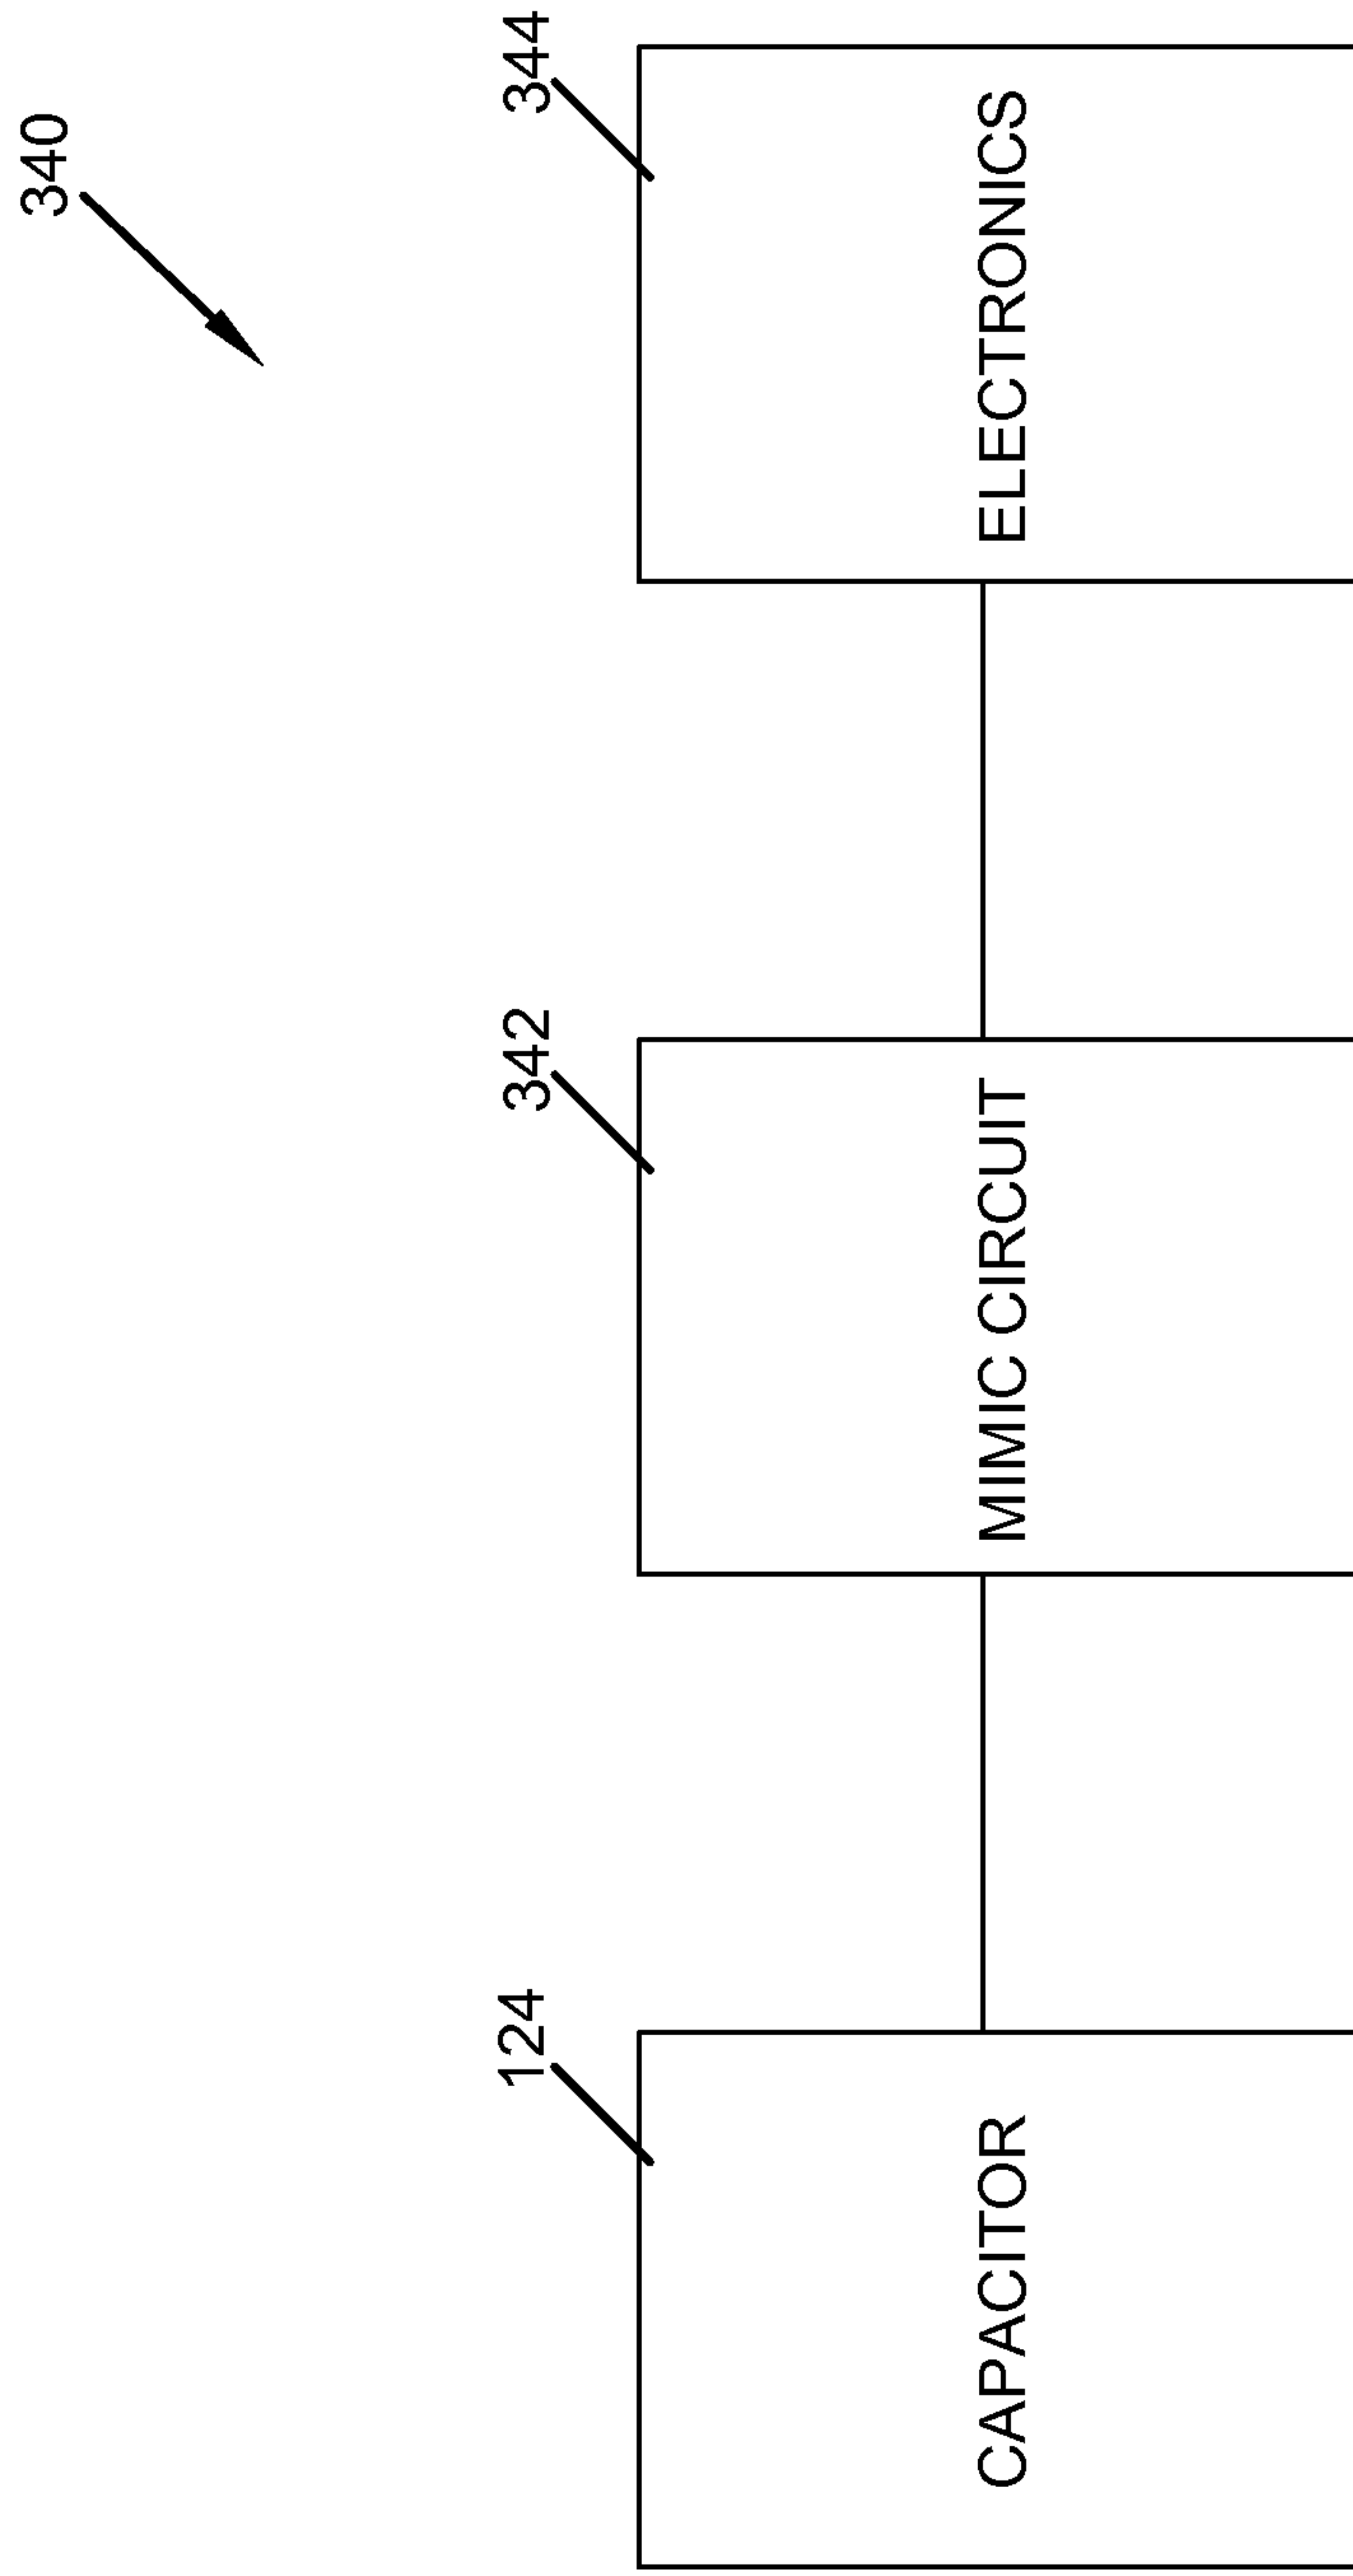 340
124
342
344
CAPACITOR
MIMIC CIRCUIT
ELECTRONICS